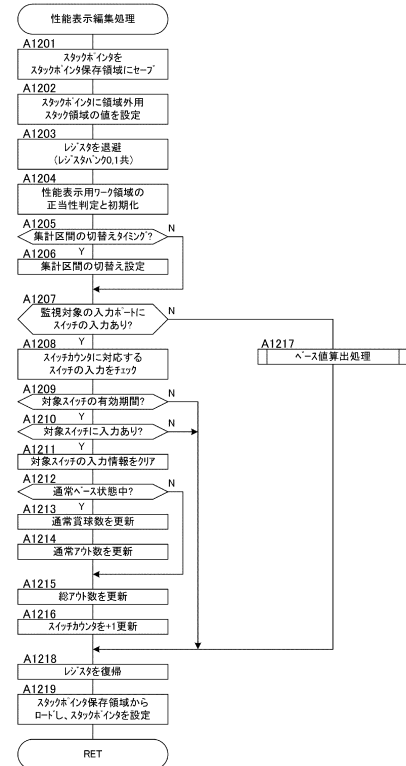 性能表示編集処理
A1201
スタックポインタを
スタックポインタ保存領域にセーブ
A1202
スタックポインタに領域外用
スタック領域の値を設定
A1203
レジスタを退避
(レジスタバンク0,1共)
A1204
性能表示用ワーク領域の
正当性判定と初期化
A1205
集計区間の切替えタイミング?
N
Y
A1206
集計区間の切替え設定
A1207
監視対象の入力ポートに
スイッチの入力あり?
N
Y
A1208
スイッチカウンタに対応する
スイッチの入力をチェック
A1217
ベース値算出処理
A1209
対象スイッチの有効期間?
N
Y
A1210
対象スイッチに入力あり?
N
Y
A1211
対象スイッチの入力情報をクリア
A1212
通常ベース状態中?
N
Y
A1213
通常賞球数を更新
A1214
通常アウト数を更新
A1215
総アウト数を更新
A1216
スイッチカウンタを+1更新
A1218
レジスタを復帰
A1219
スタックポインタ保存領域から
ロードし、スタックポインタを設定
RET